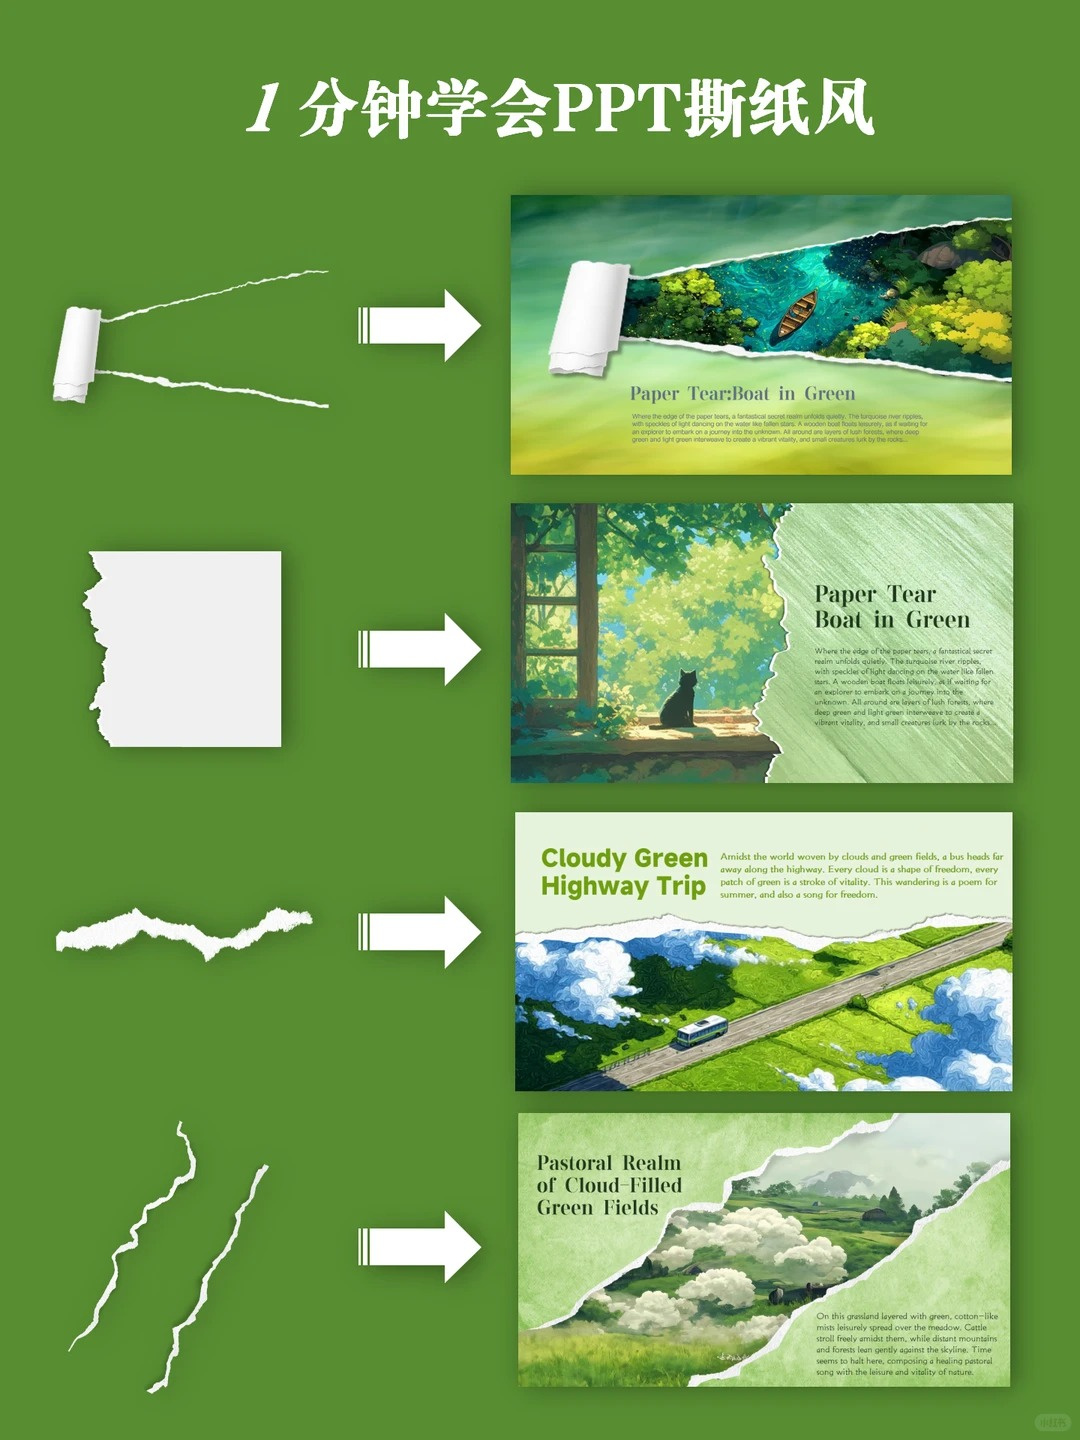 1分钟学会PPT撕纸风
Paper Tear:Boat in Green
Where the edge of the paper tears, a fantastical secret realm unfolds quietly. The turquoise river ripples,
with speckles of light dancing on the water like fallen stars. A wooden boat floats leisurely, as if waiting for
an explorer to embark on a journey into the unknown. All around are layers of lush forests, where deep
green and light green interweave to create a vibrant vitality, and small creatures lurk by the rocks...
Paper Tear
Boat in Green
Where the edge of the paper tears, a fantastical secret
realm unfolds quietly. The turquoise river ripples,
with speckles of light dancing on the water like fallen
stars. A wooden boat floats leisurely, as if waiting for
an explorer to embark on a journey into the
unknown. All around are layers of lush forests, where
deep green and light green interweave to create a
vibrant vitality, and small creatures lurk by the rocks...
Cloudy Green
Highway Trip
Amidst the world woven by clouds and green fields, a bus heads far
away along the highway. Every cloud is a shape of freedom, every
patch of green is a stroke of vitality. This wandering is a poem for
summer, and also a song for freedom.
Pastoral Realm
of Cloud-Filled
Green Fields
On this grassland layered with green, cotton-like
mists leisurely spread over the meadow. Cattle
stroll freely amidst them, while distant mountains
and forests lean gently against the skyline. Time
seems to halt here, composing a healing pastoral
song with the leisure and vitality of nature.
小红书